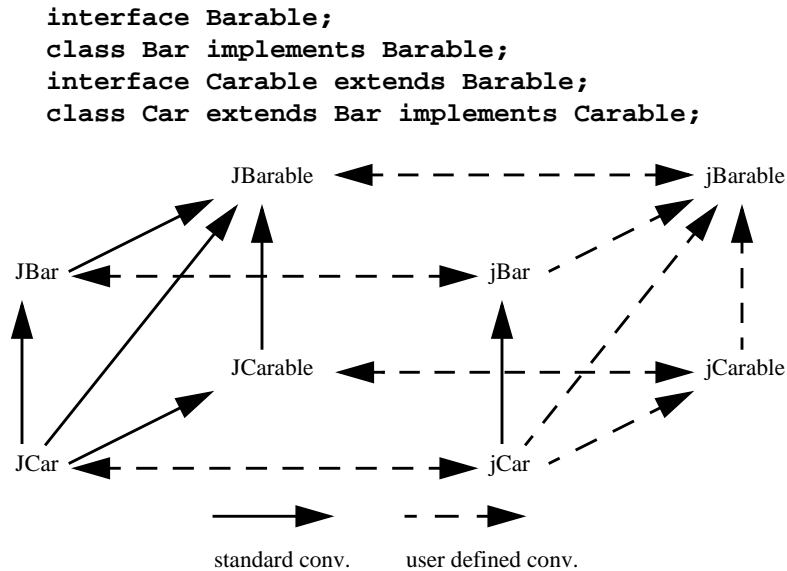 interface Barable;
class Bar implements Barable;
interface Carable extends Barable;
class Car extends Bar implements Carable;
JBarable
jBarable
JBar
jBar
JCarable
jCarable
JCar
jCar
standard conv.
user defined conv.